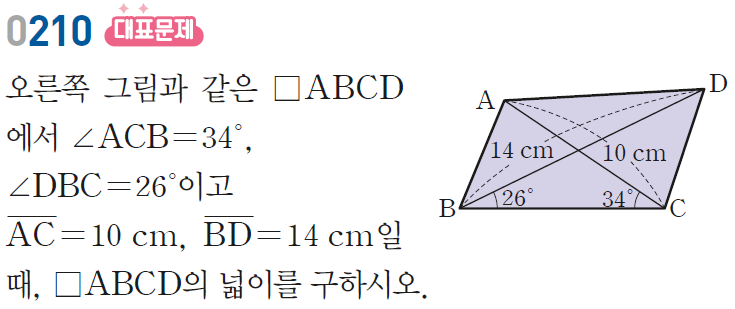 0210 대표문제
오른쪽 그림과 같은 □ABCD
에서 ∠ACB=34°,
∠DBC=26°이고
A̅C̅=10 cm, B̅D̅=14 cm일
때, □ABCD의 넓이를 구하시오.
D
A
14 cm 10 cm
B 26° 34° C